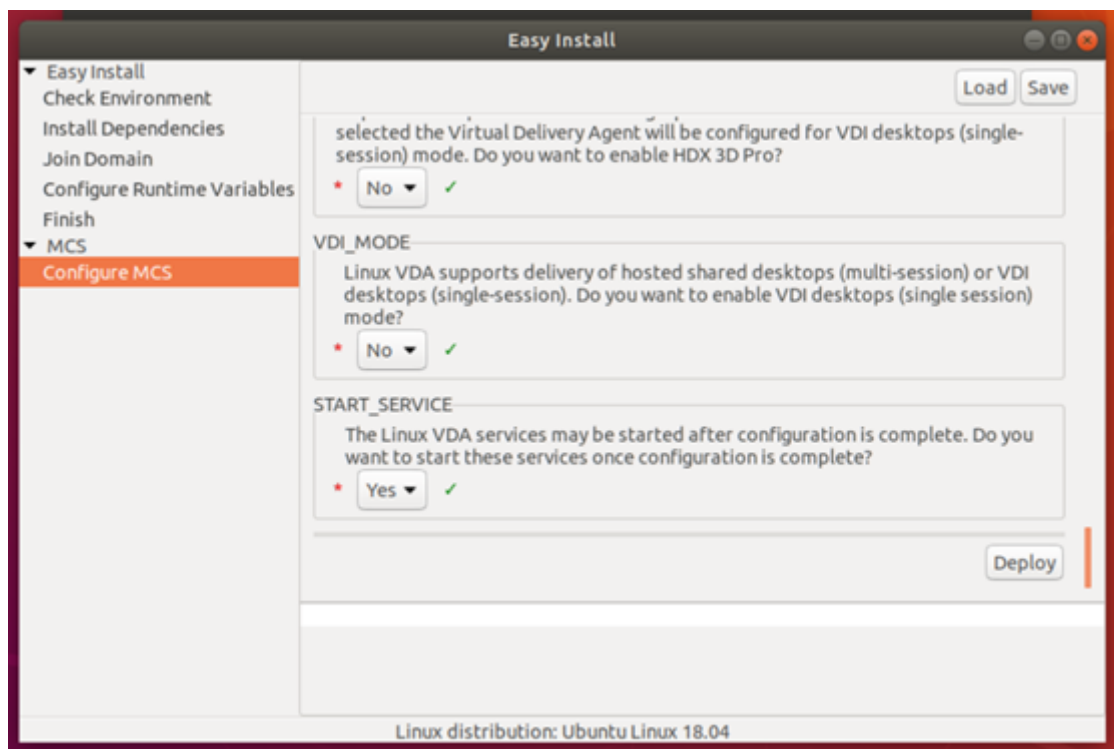 Easy Install
Easy Install
Check Environment
Install Dependencies
Join Domain
Configure Runtime Variables
Finish
MCS
Configure MCS
Load Save
selected the Virtual Delivery Agent will be configured for VDI desktops (single-
session) mode. Do you want to enable HDX 3D Pro?
* No ✓
VDI_MODE
Linux VDA supports delivery of hosted shared desktops (multi-session) or VDI
desktops (single-session). Do you want to enable VDI desktops (single session)
mode?
* No ✓
START_SERVICE
The Linux VDA services may be started after configuration is complete. Do you
want to start these services once configuration is complete?
* Yes ✓
Deploy
Linux distribution: Ubuntu Linux 18.04